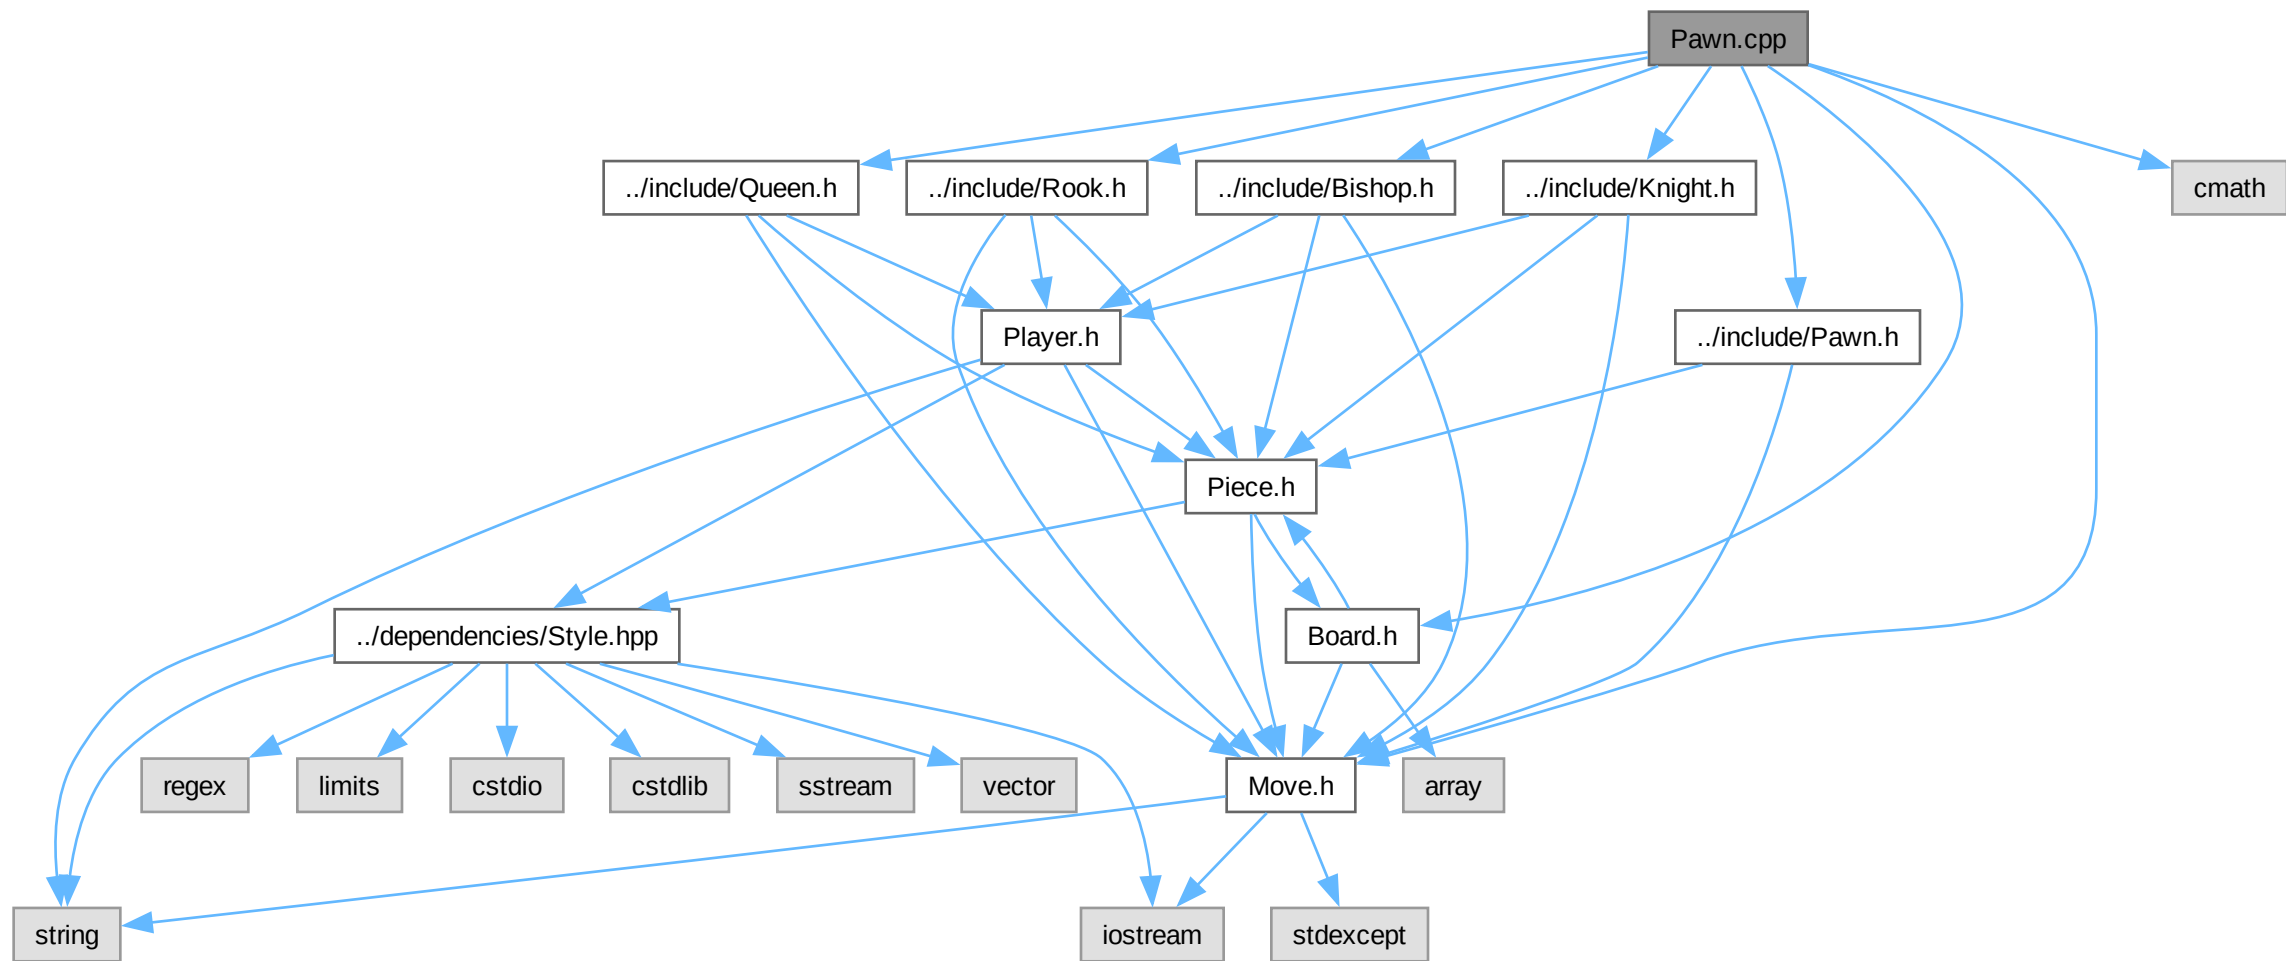 Pawn.cpp
../include/Queen.h
../include/Rook.h
../include/Bishop.h
../include/Knight.h
cmath
Player.h
../include/Pawn.h
Piece.h
../dependencies/Style.hpp
Board.h
regex
limits
cstdio
cstdlib
sstream
vector
Move.h
array
string
iostream
stdexcept